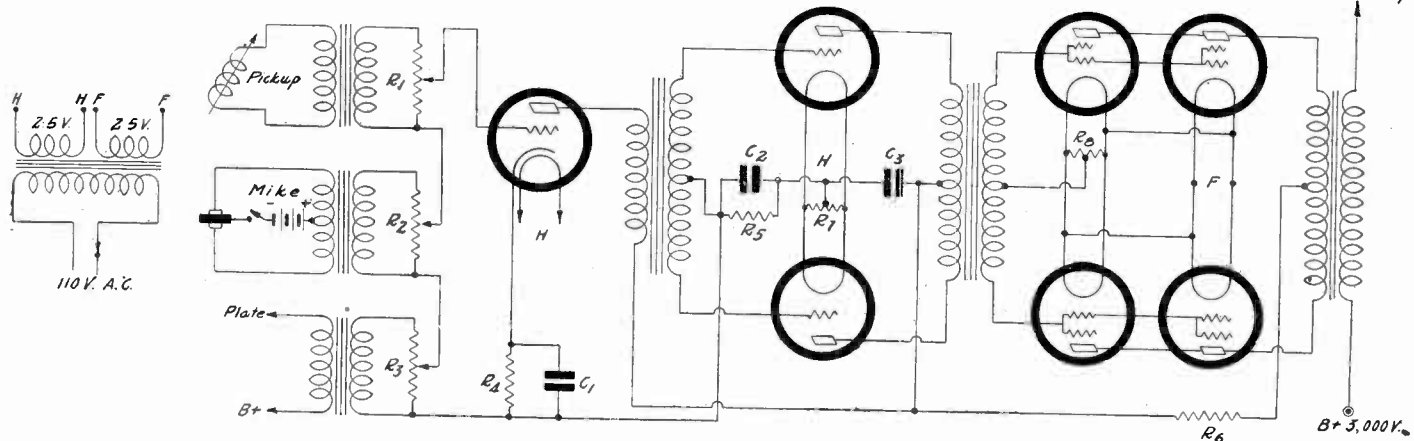 H
H F
F
2.5 V.
2.5 V.
110 V. A.C.
Pickup
R1
Mike
- +
R2
Plate
B+
R3
H
R4
C1
C2
R5
H
R7
C3
R8
F
R6
B+ 3,000 V.